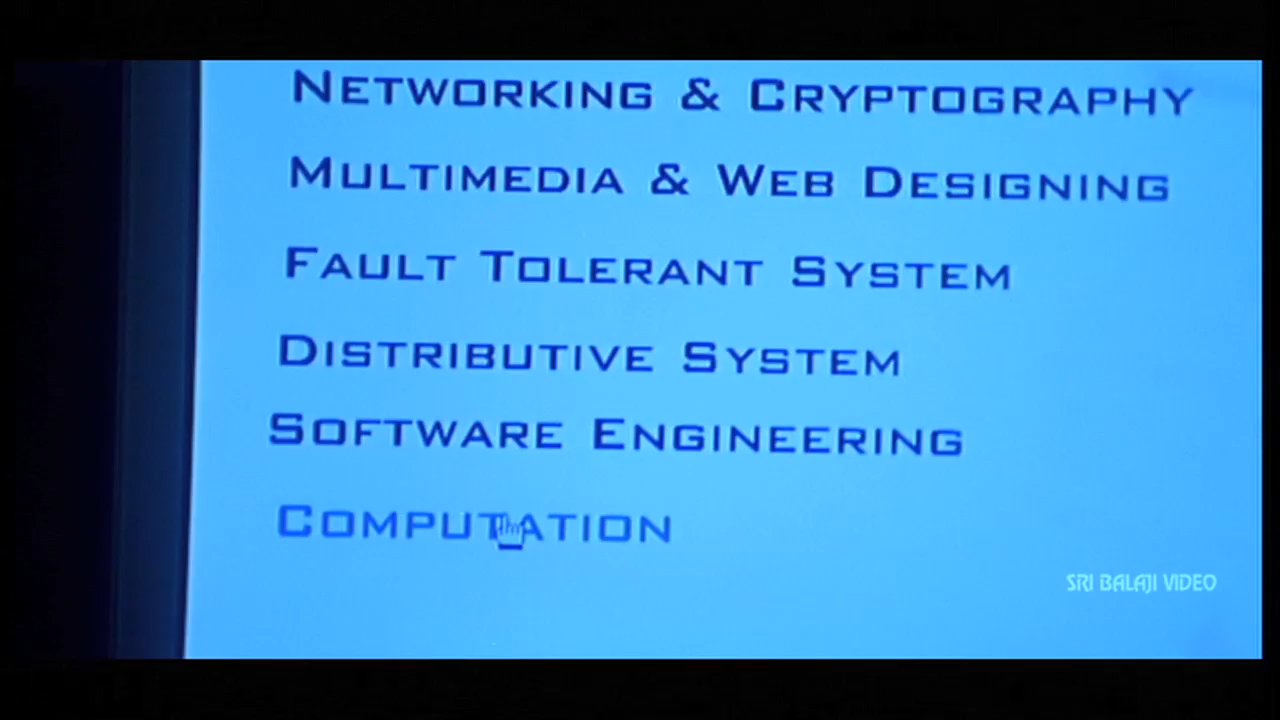 NETWORKING & CRYPTOGRAPHY
MULTIMEDIA & WEB DESIGNING
FAULT TOLERANT SYSTEM
DISTRIBUTIVE SYSTEM
SOFTWARE ENGINEERING
COMPUTATION
SRI BALAJI VIDEO